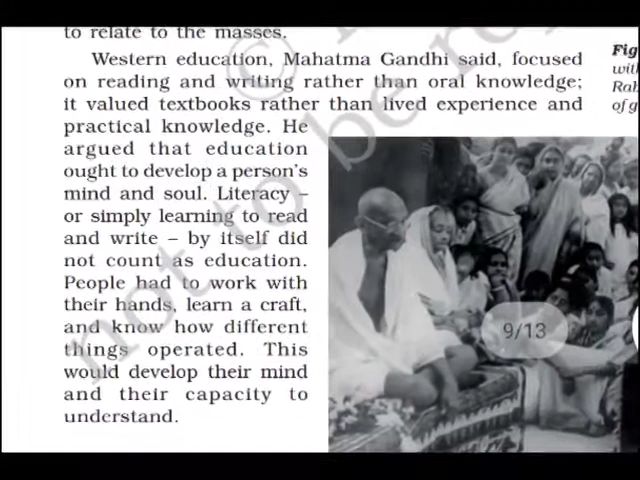 to relate to the masses.
Western education, Mahatma Gandhi said, focused
on reading and writing rather than oral knowledge;
it valued textbooks rather than lived experience and
practical knowledge. He
argued that education
ought to develop a person's
mind and soul. Literacy –
or simply learning to read
and write – by itself did
not count as education.
People had to work with
their hands, learn a craft,
and know how different
things operated. This
would develop their mind
and their capacity to
understand.
Fig
with
Rab
of g
9/13
not to be re